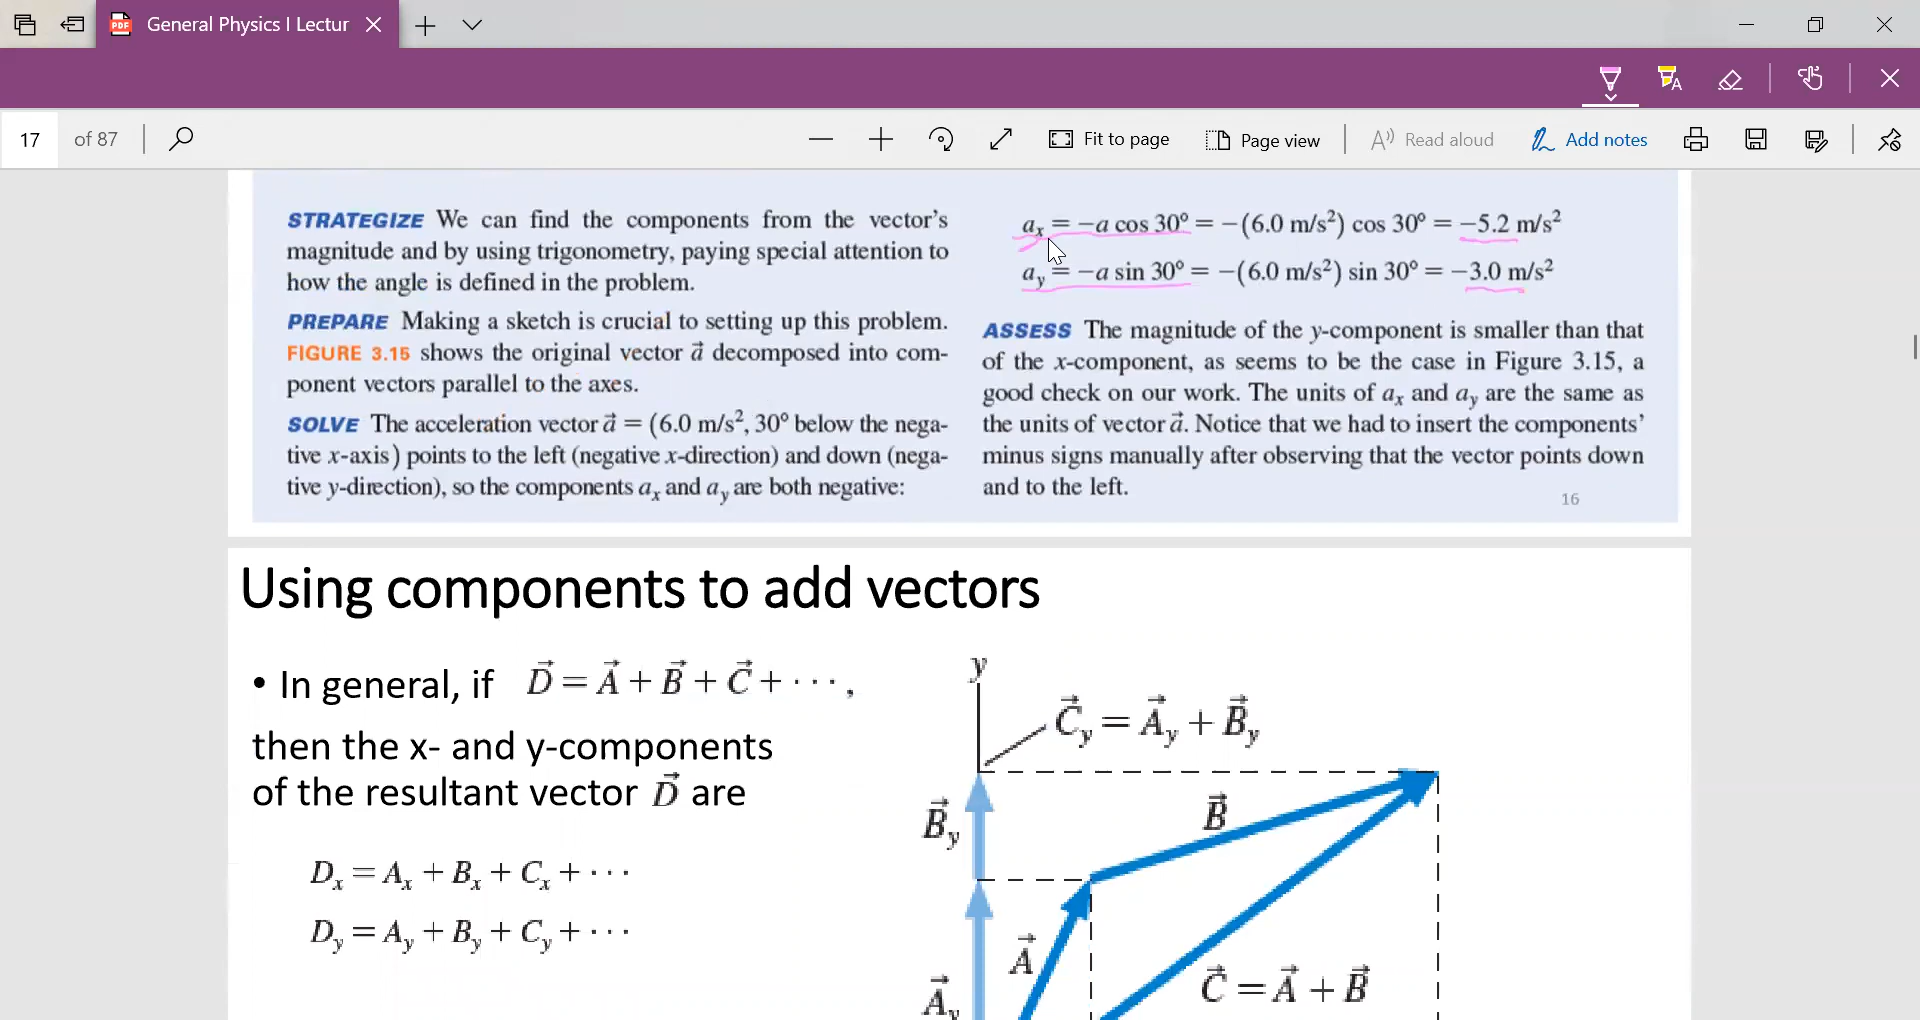 General Physics I Lectur
17 of 87
Fit to page
Page view
Read aloud
Add notes
STRATEGIZE We can find the components from the vector's
magnitude and by using trigonometry, paying special attention to
how the angle is defined in the problem.
PREPARE Making a sketch is crucial to setting up this problem.
FIGURE 3.15 shows the original vector a⃗ decomposed into com-
ponent vectors parallel to the axes.
SOLVE The acceleration vector a⃗ = (6.0 m/s², 30° below the nega-
tive x-axis) points to the left (negative x-direction) and down (nega-
tive y-direction), so the components aₓ and a_y are both negative:
aₓ = −a cos 30° = −(6.0 m/s²) cos 30° = −5.2 m/s²
a_y = −a sin 30° = −(6.0 m/s²) sin 30° = −3.0 m/s²
ASSESS The magnitude of the y-component is smaller than that
of the x-component, as seems to be the case in Figure 3.15, a
good check on our work. The units of aₓ and a_y are the same as
the units of vector a⃗. Notice that we had to insert the components'
minus signs manually after observing that the vector points down
and to the left.
16
Using components to add vectors
• In general, if D⃗ = A⃗ + B⃗ + C⃗ + · · · ,
then the x- and y-components
of the resultant vector D⃗ are
Dₓ = Aₓ + Bₓ + Cₓ + · · ·
D_y = A_y + B_y + C_y + · · ·
y
C⃗_y = A⃗_y + B⃗_y
B⃗_y
B⃗
A⃗
A⃗_y
C⃗ = A⃗ + B⃗